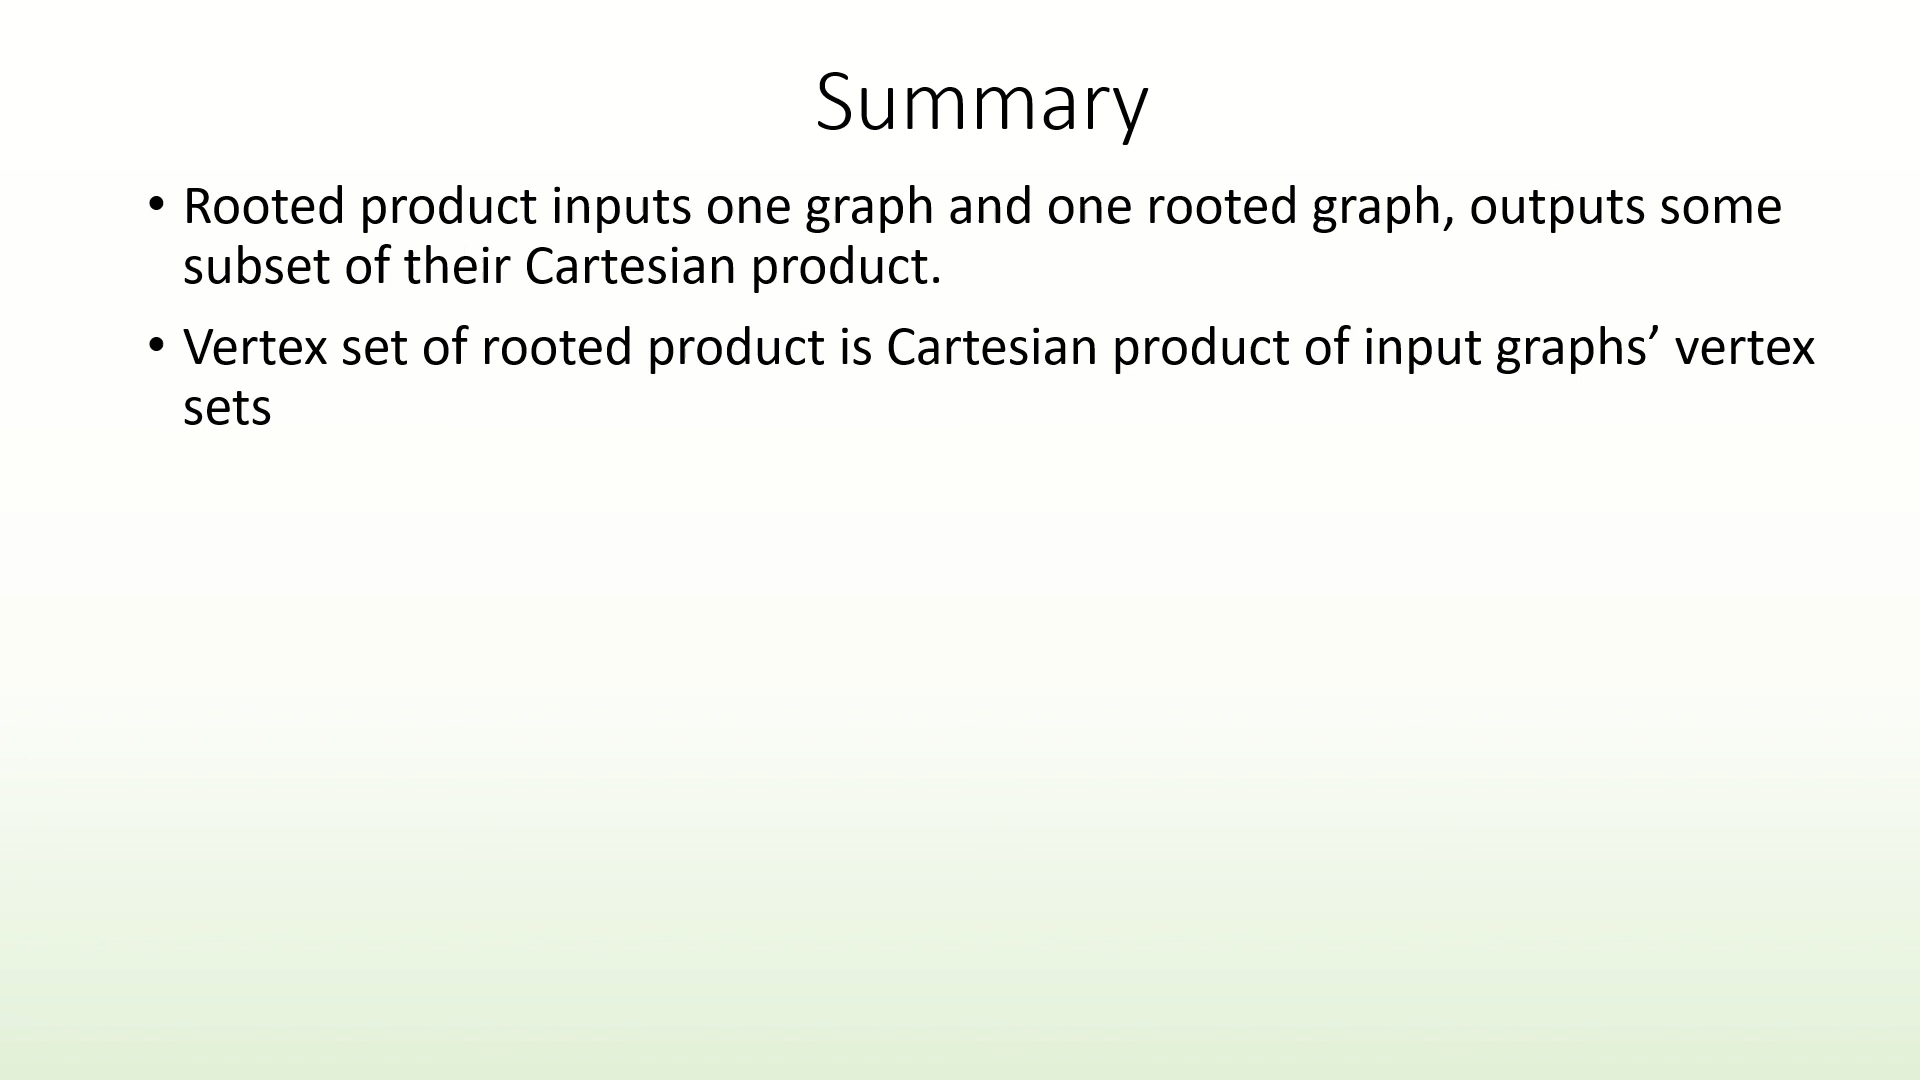 Summary
• Rooted product inputs one graph and one rooted graph, outputs some
subset of their Cartesian product.
• Vertex set of rooted product is Cartesian product of input graphs’ vertex
sets